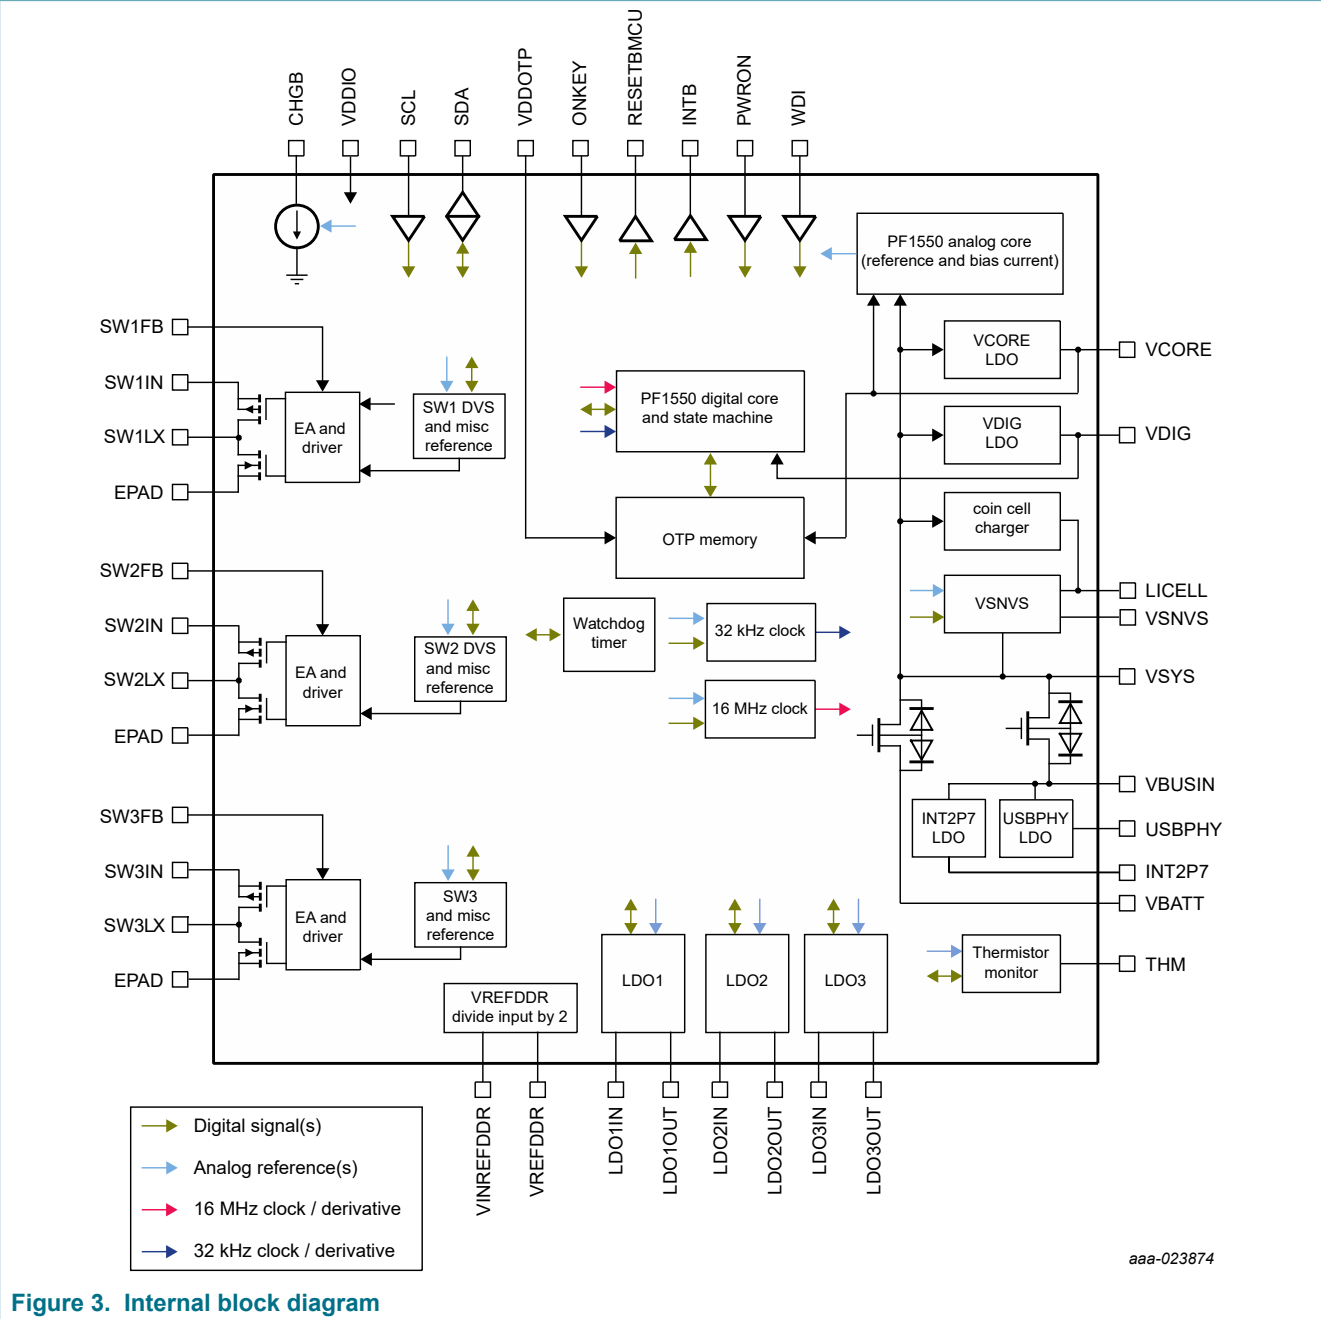 CHGB
VDDIO
SCL
SDA
VDDOTP
ONKEY
RESETBMCU
INTB
PWRON
WDI
PF1550 analog core
(reference and bias current)
SW1FB
SW1IN
SW1LX
EPAD
EA and
driver
SW1 DVS
and misc
reference
PF1550 digital core
and state machine
OTP memory
VCORE
LDO
VCORE
VDIG
LDO
VDIG
coin cell
charger
VSNVS
LICELL
VSNVS
VSYS
SW2FB
SW2IN
SW2LX
EPAD
EA and
driver
SW2 DVS
and misc
reference
Watchdog
timer
32 kHz clock
16 MHz clock
INT2P7
LDO
USBPHY
LDO
VBUSIN
USBPHY
INT2P7
VBATT
SW3FB
SW3IN
SW3LX
EPAD
EA and
driver
SW3
and misc
reference
VREFDDR
divide input by 2
LDO1
LDO2
LDO3
Thermistor
monitor
THM
VINREFDDR
VREFDDR
LDO1IN
LDO1OUT
LDO2IN
LDO2OUT
LDO3IN
LDO3OUT
Digital signal(s)
Analog reference(s)
16 MHz clock / derivative
32 kHz clock / derivative
aaa-023874
Figure 3. Internal block diagram